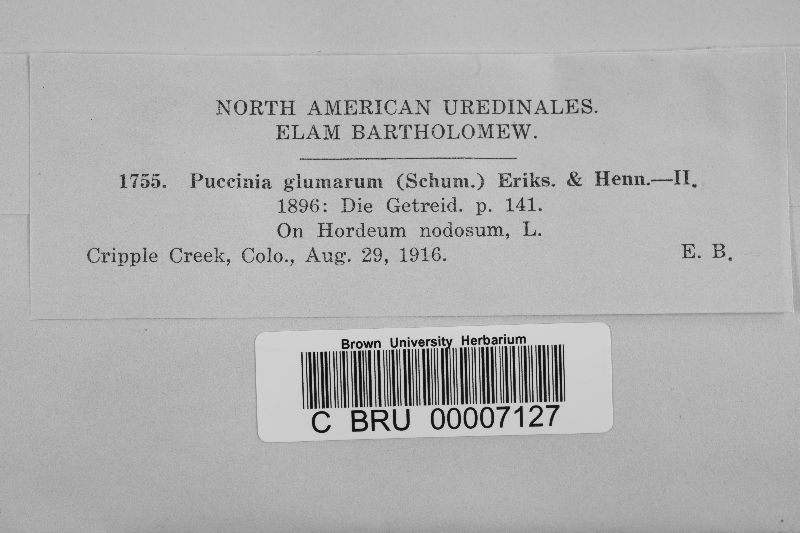 NORTH AMERICAN UREDINALES.
ELAM BARTHOLOMEW.
1755. Puccinia glumarum (Schum.) Eriks. & Henn.—II.
1896: Die Getreid. p. 141.
On Hordeum nodosum, L.
Cripple Creek, Colo., Aug. 29, 1916. E. B.
Brown University Herbarium
C BRU 00007127